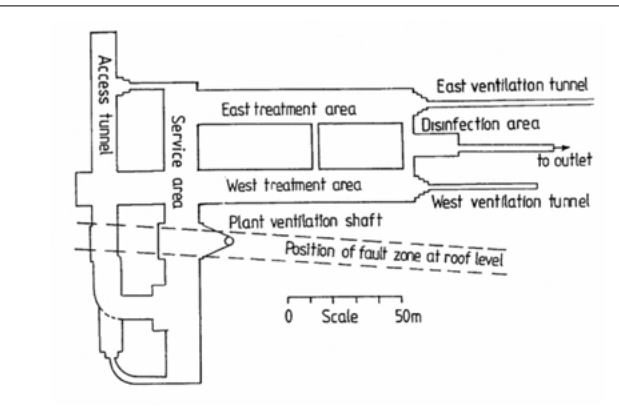 Access tunnel
Service area
East ventilation tunnel
East treatment area
Disinfection area
to outlet
West treatment area
West ventilation tunnel
Plant ventilation shaft
Position of fault zone at roof level
0 Scale 50m